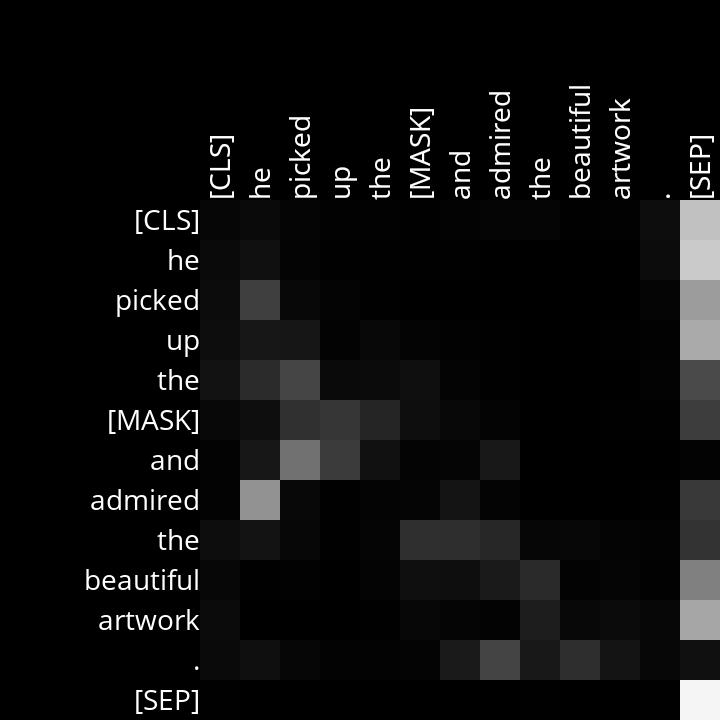 [CLS] he picked up the [MASK] and admired the beautiful artwork . [SEP]
[CLS]
he
picked
up
the
[MASK]
and
admired
the
beautiful
artwork
.
[SEP]